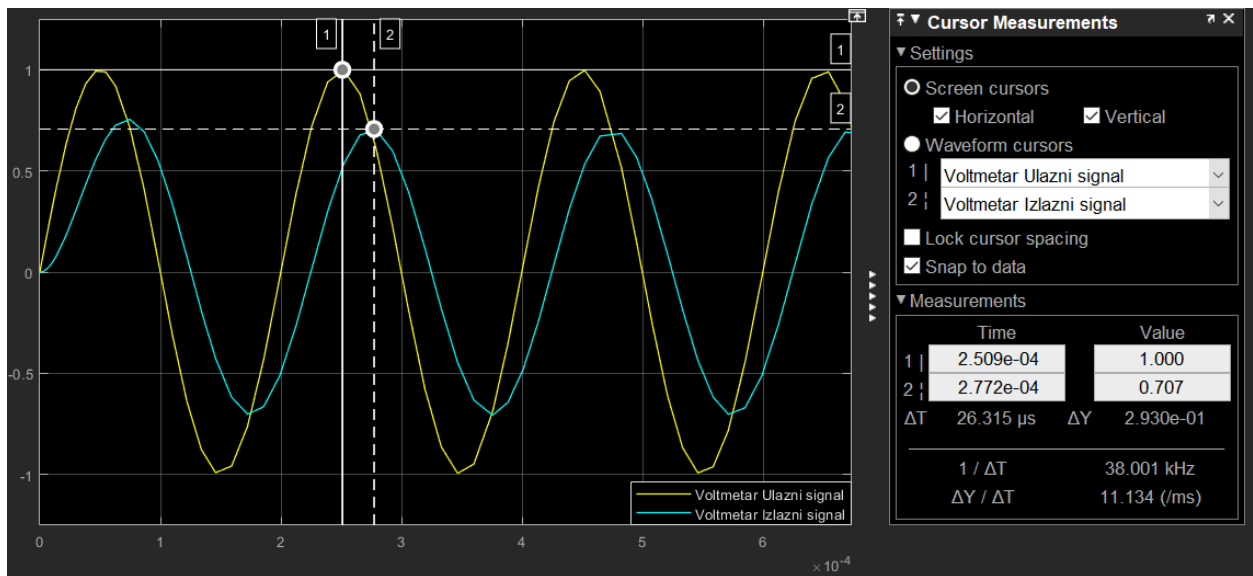 1 2
1
2
1
0.5
0
-0.5
-1
0 1 2 3 4 5 6
×10⁻⁴
Voltmetar Ulazni signal
Voltmetar Izlazni signal
Cursor Measurements
Settings
Screen cursors
Horizontal Vertical
Waveform cursors
1 | Voltmetar Ulazni signal
2 ¦ Voltmetar Izlazni signal
Lock cursor spacing
Snap to data
Measurements
Time Value
1 | 2.509e-04 1.000
2 ¦ 2.772e-04 0.707
ΔT 26.315 µs ΔY 2.930e-01
1 / ΔT 38.001 kHz
ΔY / ΔT 11.134 (/ms)